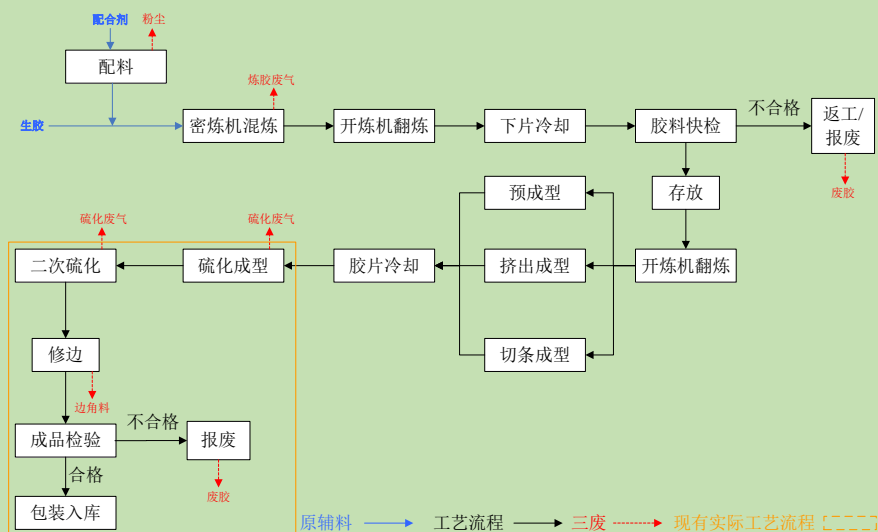 配合剂
粉尘
配料
生胶
炼胶废气
密炼机混炼
开炼机翻炼
下片冷却
胶料快检
不合格
返工/
报废
废胶
存放
开炼机翻炼
预成型
挤出成型
切条成型
胶片冷却
硫化废气
硫化成型
硫化废气
二次硫化
修边
边角料
成品检验
不合格
报废
废胶
合格
包装入库
原辅料
工艺流程
三废
现有实际工艺流程